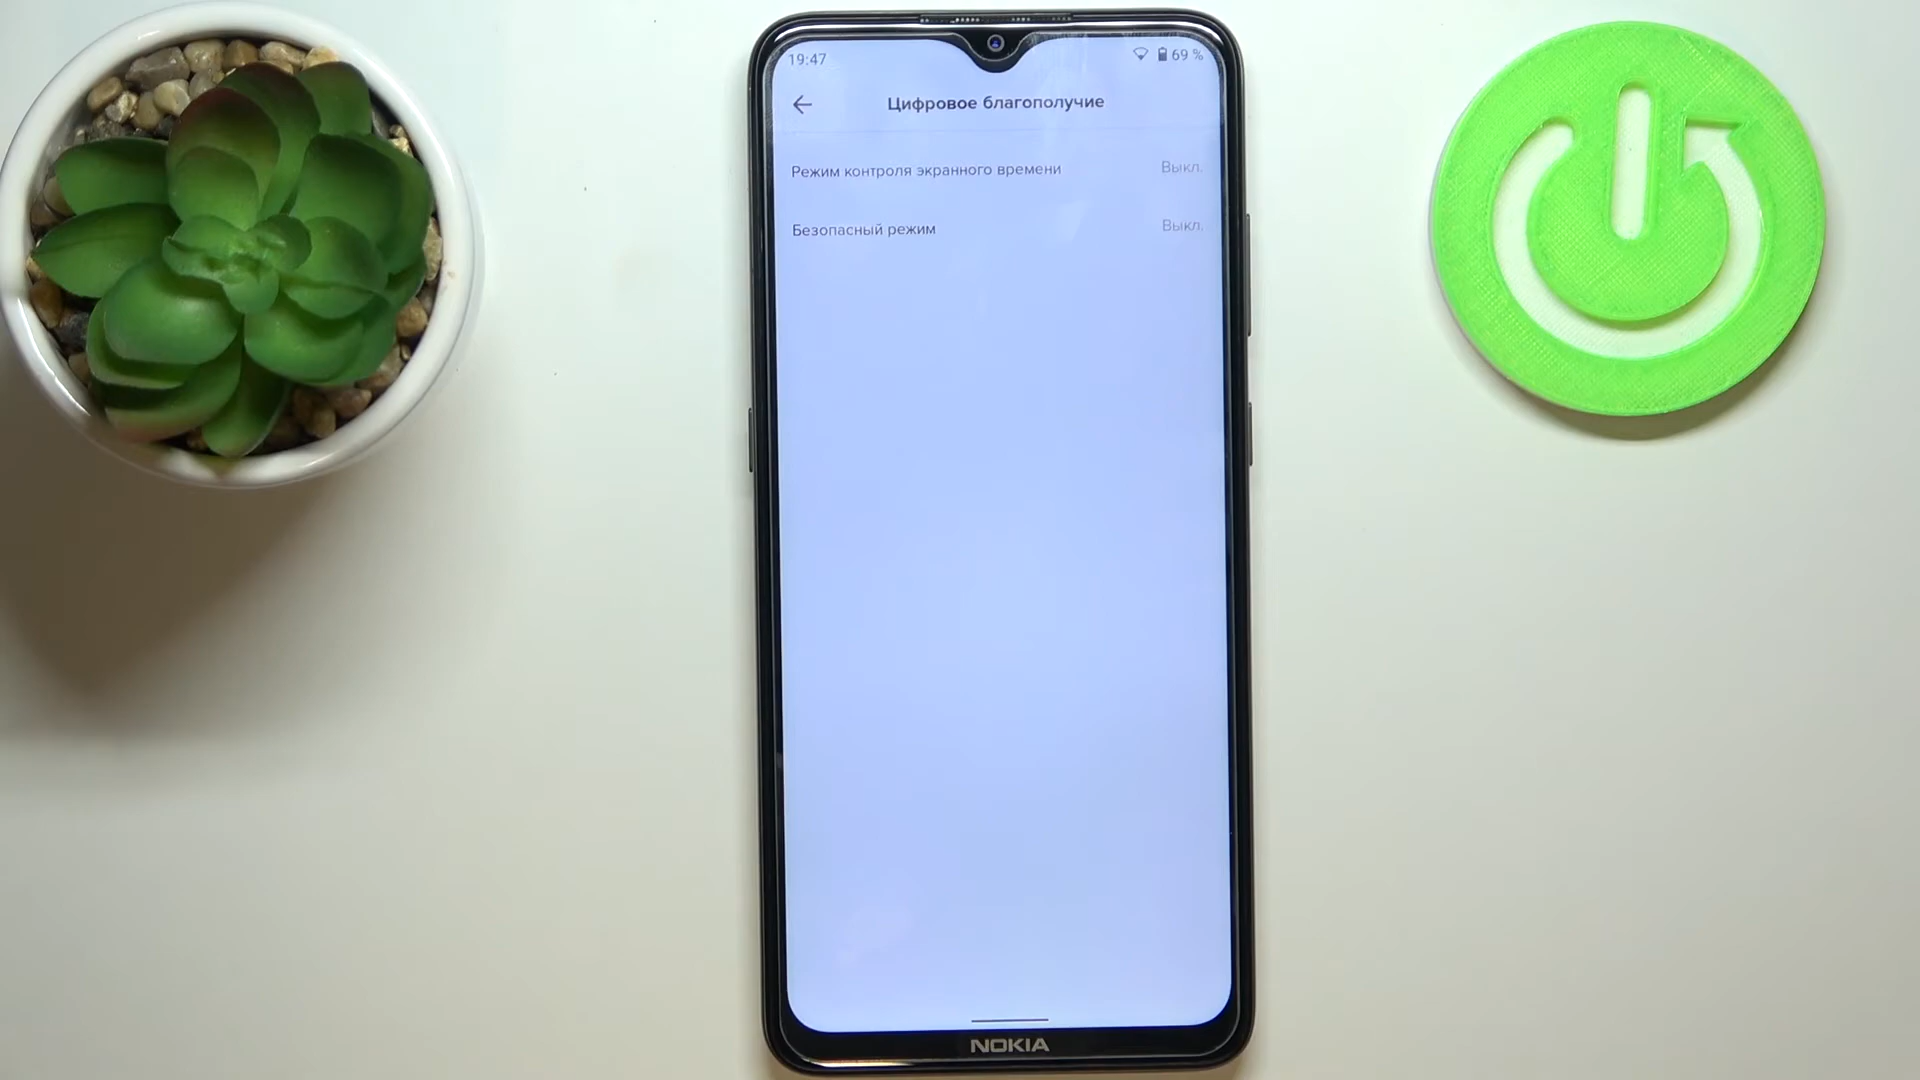 19:47
69 %
Цифровое благополучие
Режим контроля экранного времени
Выкл.
Безопасный режим
Выкл.
NOKIA